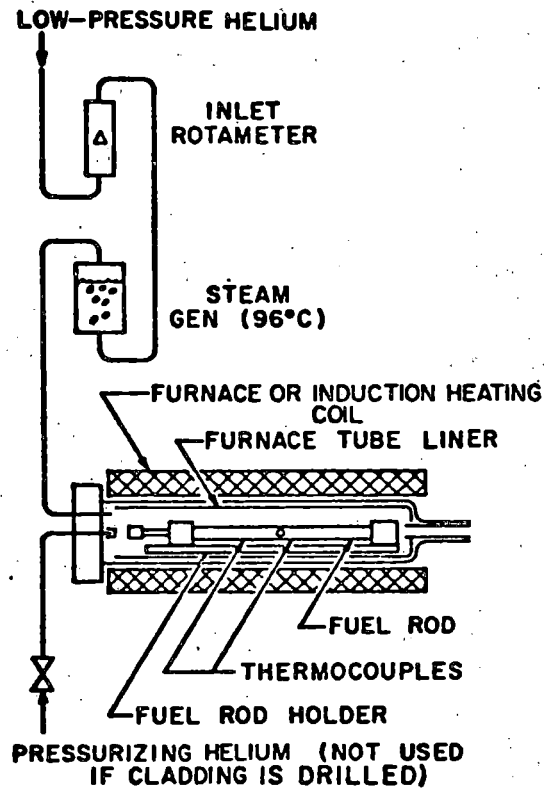 LOW-PRESSURE HELIUM
INLET
ROTAMETER
STEAM
GEN (96°C)
FURNACE OR INDUCTION HEATING
COIL
FURNACE TUBE LINER
FUEL ROD
THERMOCOUPLES
FUEL ROD HOLDER
PRESSURIZING HELIUM (NOT USED
IF CLADDING IS DRILLED)